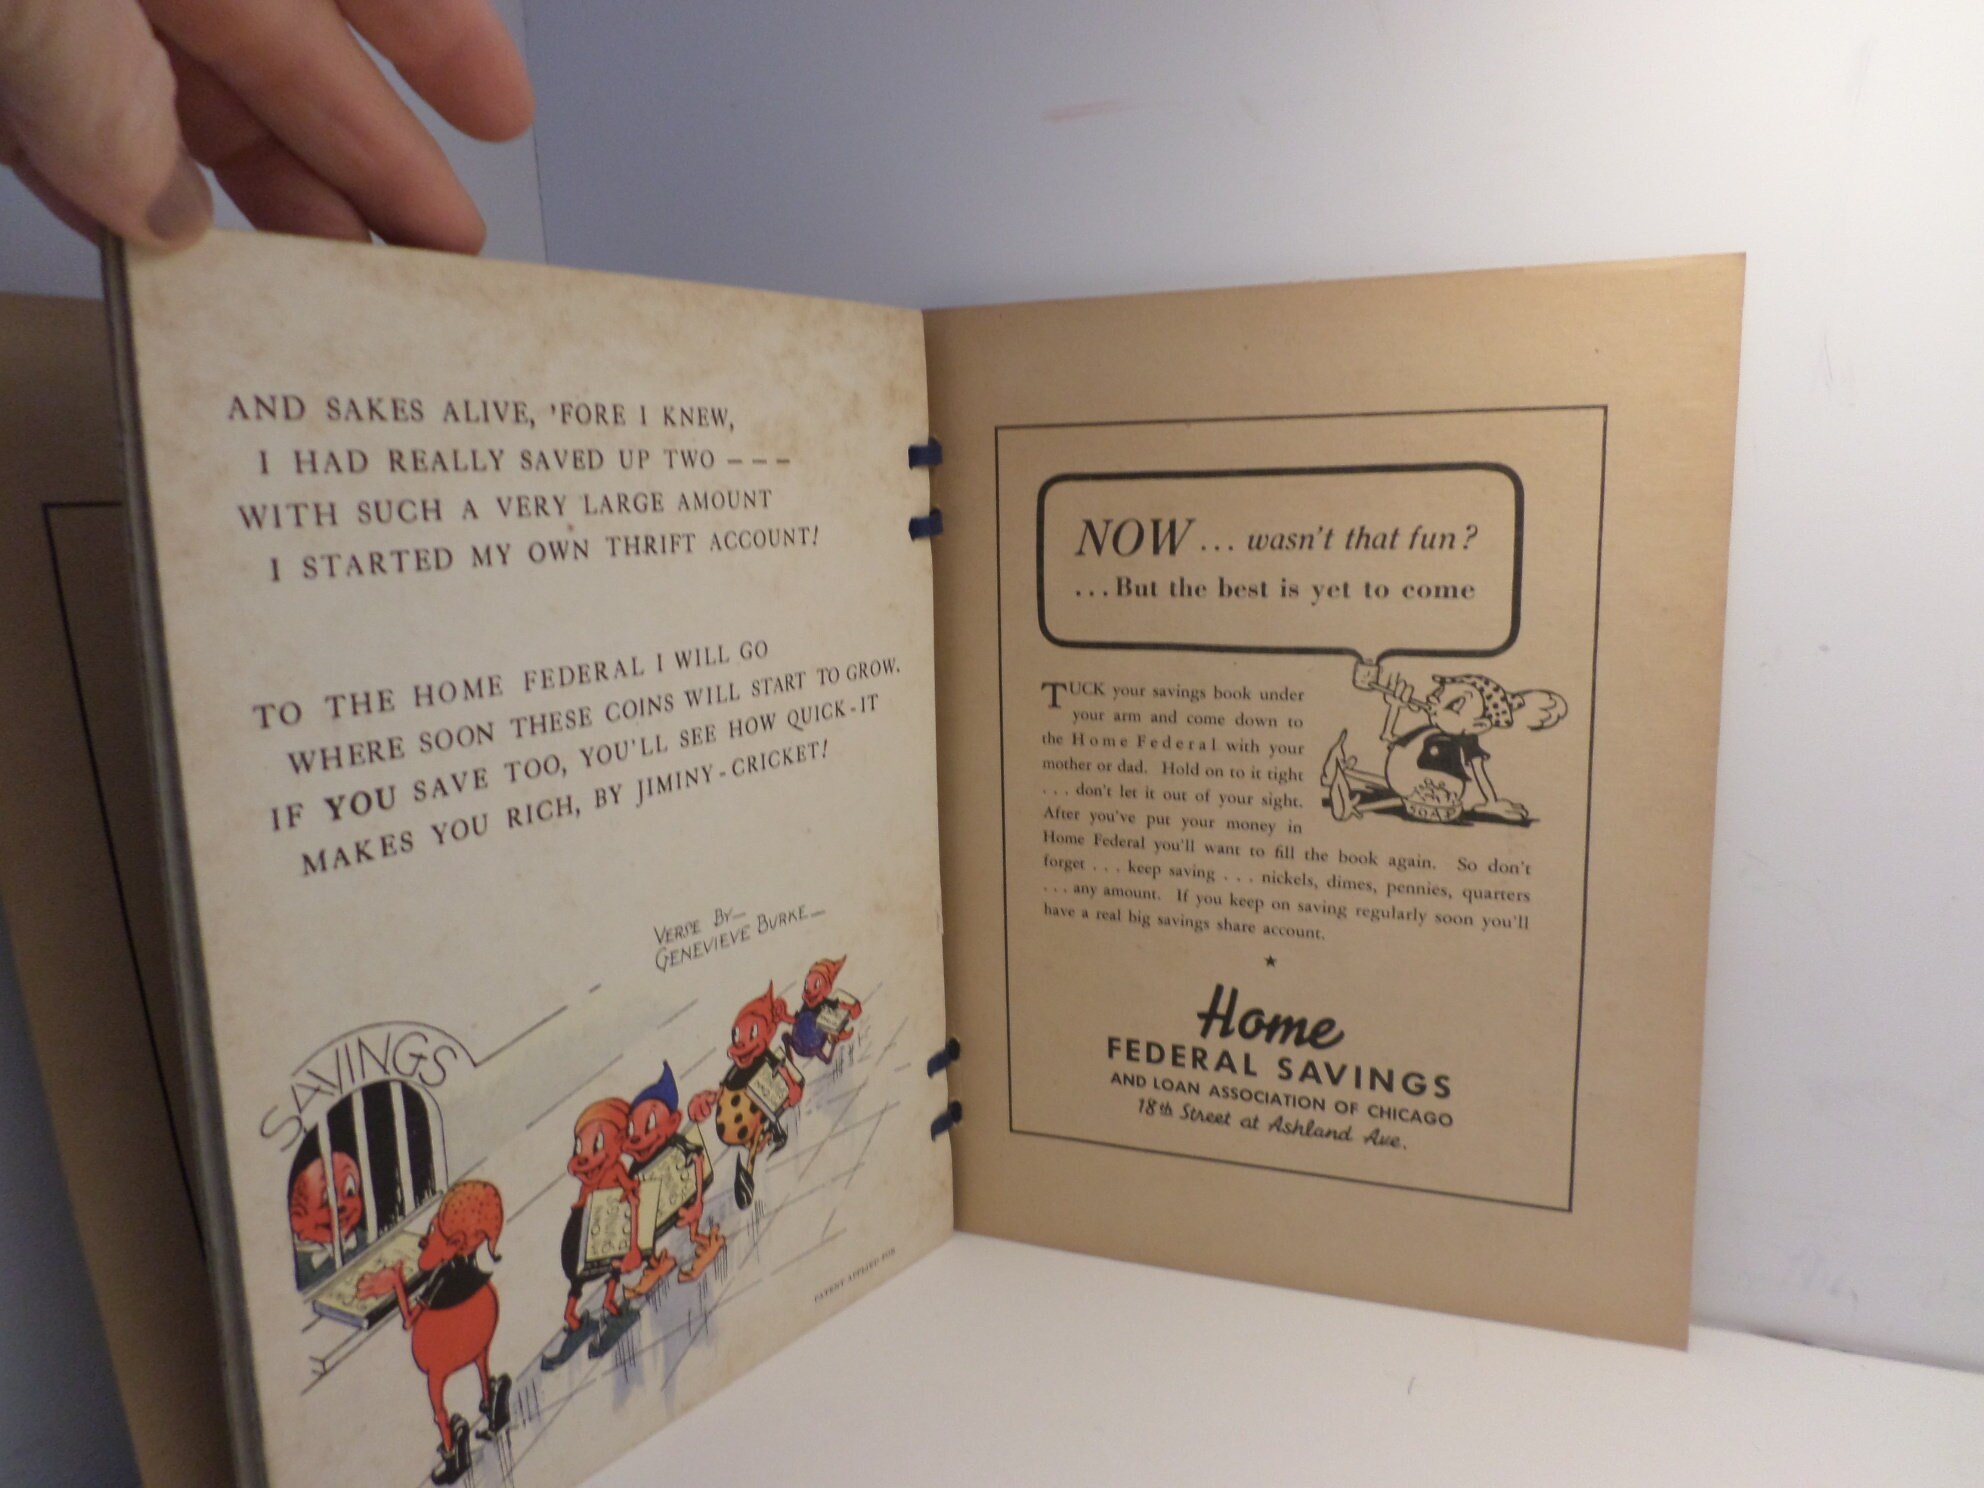 AND SAKES ALIVE, 'FORE I KNEW,
I HAD REALLY SAVED UP TWO – – –
WITH SUCH A VERY LARGE AMOUNT
I STARTED MY OWN THRIFT ACCOUNT!
TO THE HOME FEDERAL I WILL GO
WHERE SOON THESE COINS WILL START TO GROW.
IF YOU SAVE TOO, YOU'LL SEE HOW QUICK-IT
MAKES YOU RICH, BY JIMINY-CRICKET!
VERSE BY—
GENEVIEVE BURKE—
SAVINGS
MY OWN
SAVINGS
BOOK
PATENT APPLIED FOR
NOW ... wasn't that fun?
...But the best is yet to come
TUCK your savings book under
your arm and come down to
the Home Federal with your
mother or dad. Hold on to it tight
... don't let it out of your sight.
After you've put your money in
Home Federal you'll want to fill the book again. So don't
forget ... keep saving ... nickels, dimes, pennies, quarters
... any amount. If you keep on saving regularly soon you'll
have a real big savings share account.
SOAP
Home
FEDERAL SAVINGS
AND LOAN ASSOCIATION OF CHICAGO
18th Street at Ashland Ave.